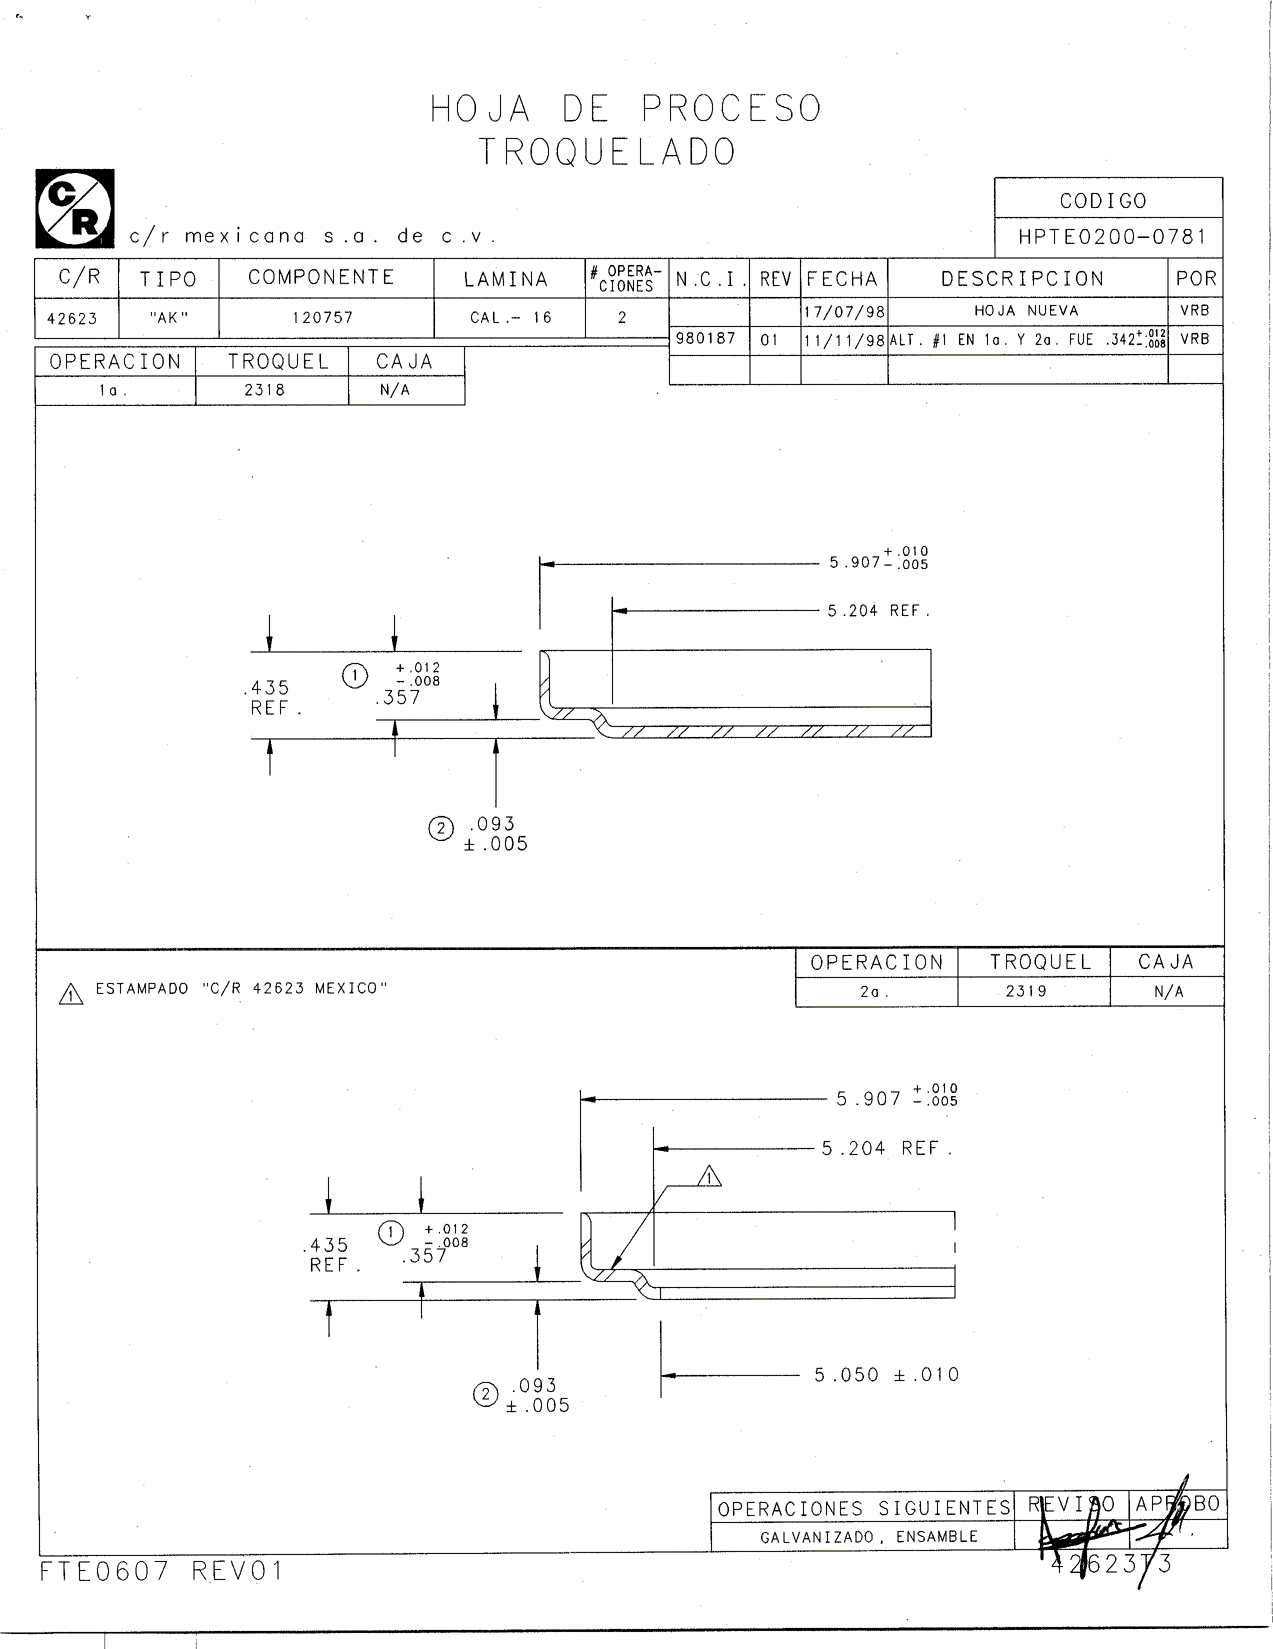 HOJA DE PROCESO
TROQUELADO
C/R
c/r mexicana s.a. de c.v.
CODIGO
HPTE0200-0781
C/R TIPO COMPONENTE LAMINA # OPERA-CIONES N.C.I. REV FECHA DESCRIPCION POR
42623 "AK" 120757 CAL.- 16 2
17/07/98 HOJA NUEVA VRB
980187 01 11/11/98 ALT. #1 EN 1a. Y 2a. FUE .342 +.012 -.008 VRB
OPERACION TROQUEL CAJA
1a. 2318 N/A
5.907 +.010 -.005
5.204 REF.
.435 REF.
1 .357 +.012 -.008
2 .093 ±.005
1 ESTAMPADO "C/R 42623 MEXICO"
OPERACION TROQUEL CAJA
2a. 2319 N/A
5.907 +.010 -.005
5.204 REF.
1
.435 REF.
1 .357 +.012 -.008
5.050 ±.010
2 .093 ±.005
OPERACIONES SIGUIENTES REVISO APROBO
GALVANIZADO, ENSAMBLE
FTE0607 REV01
42623T3